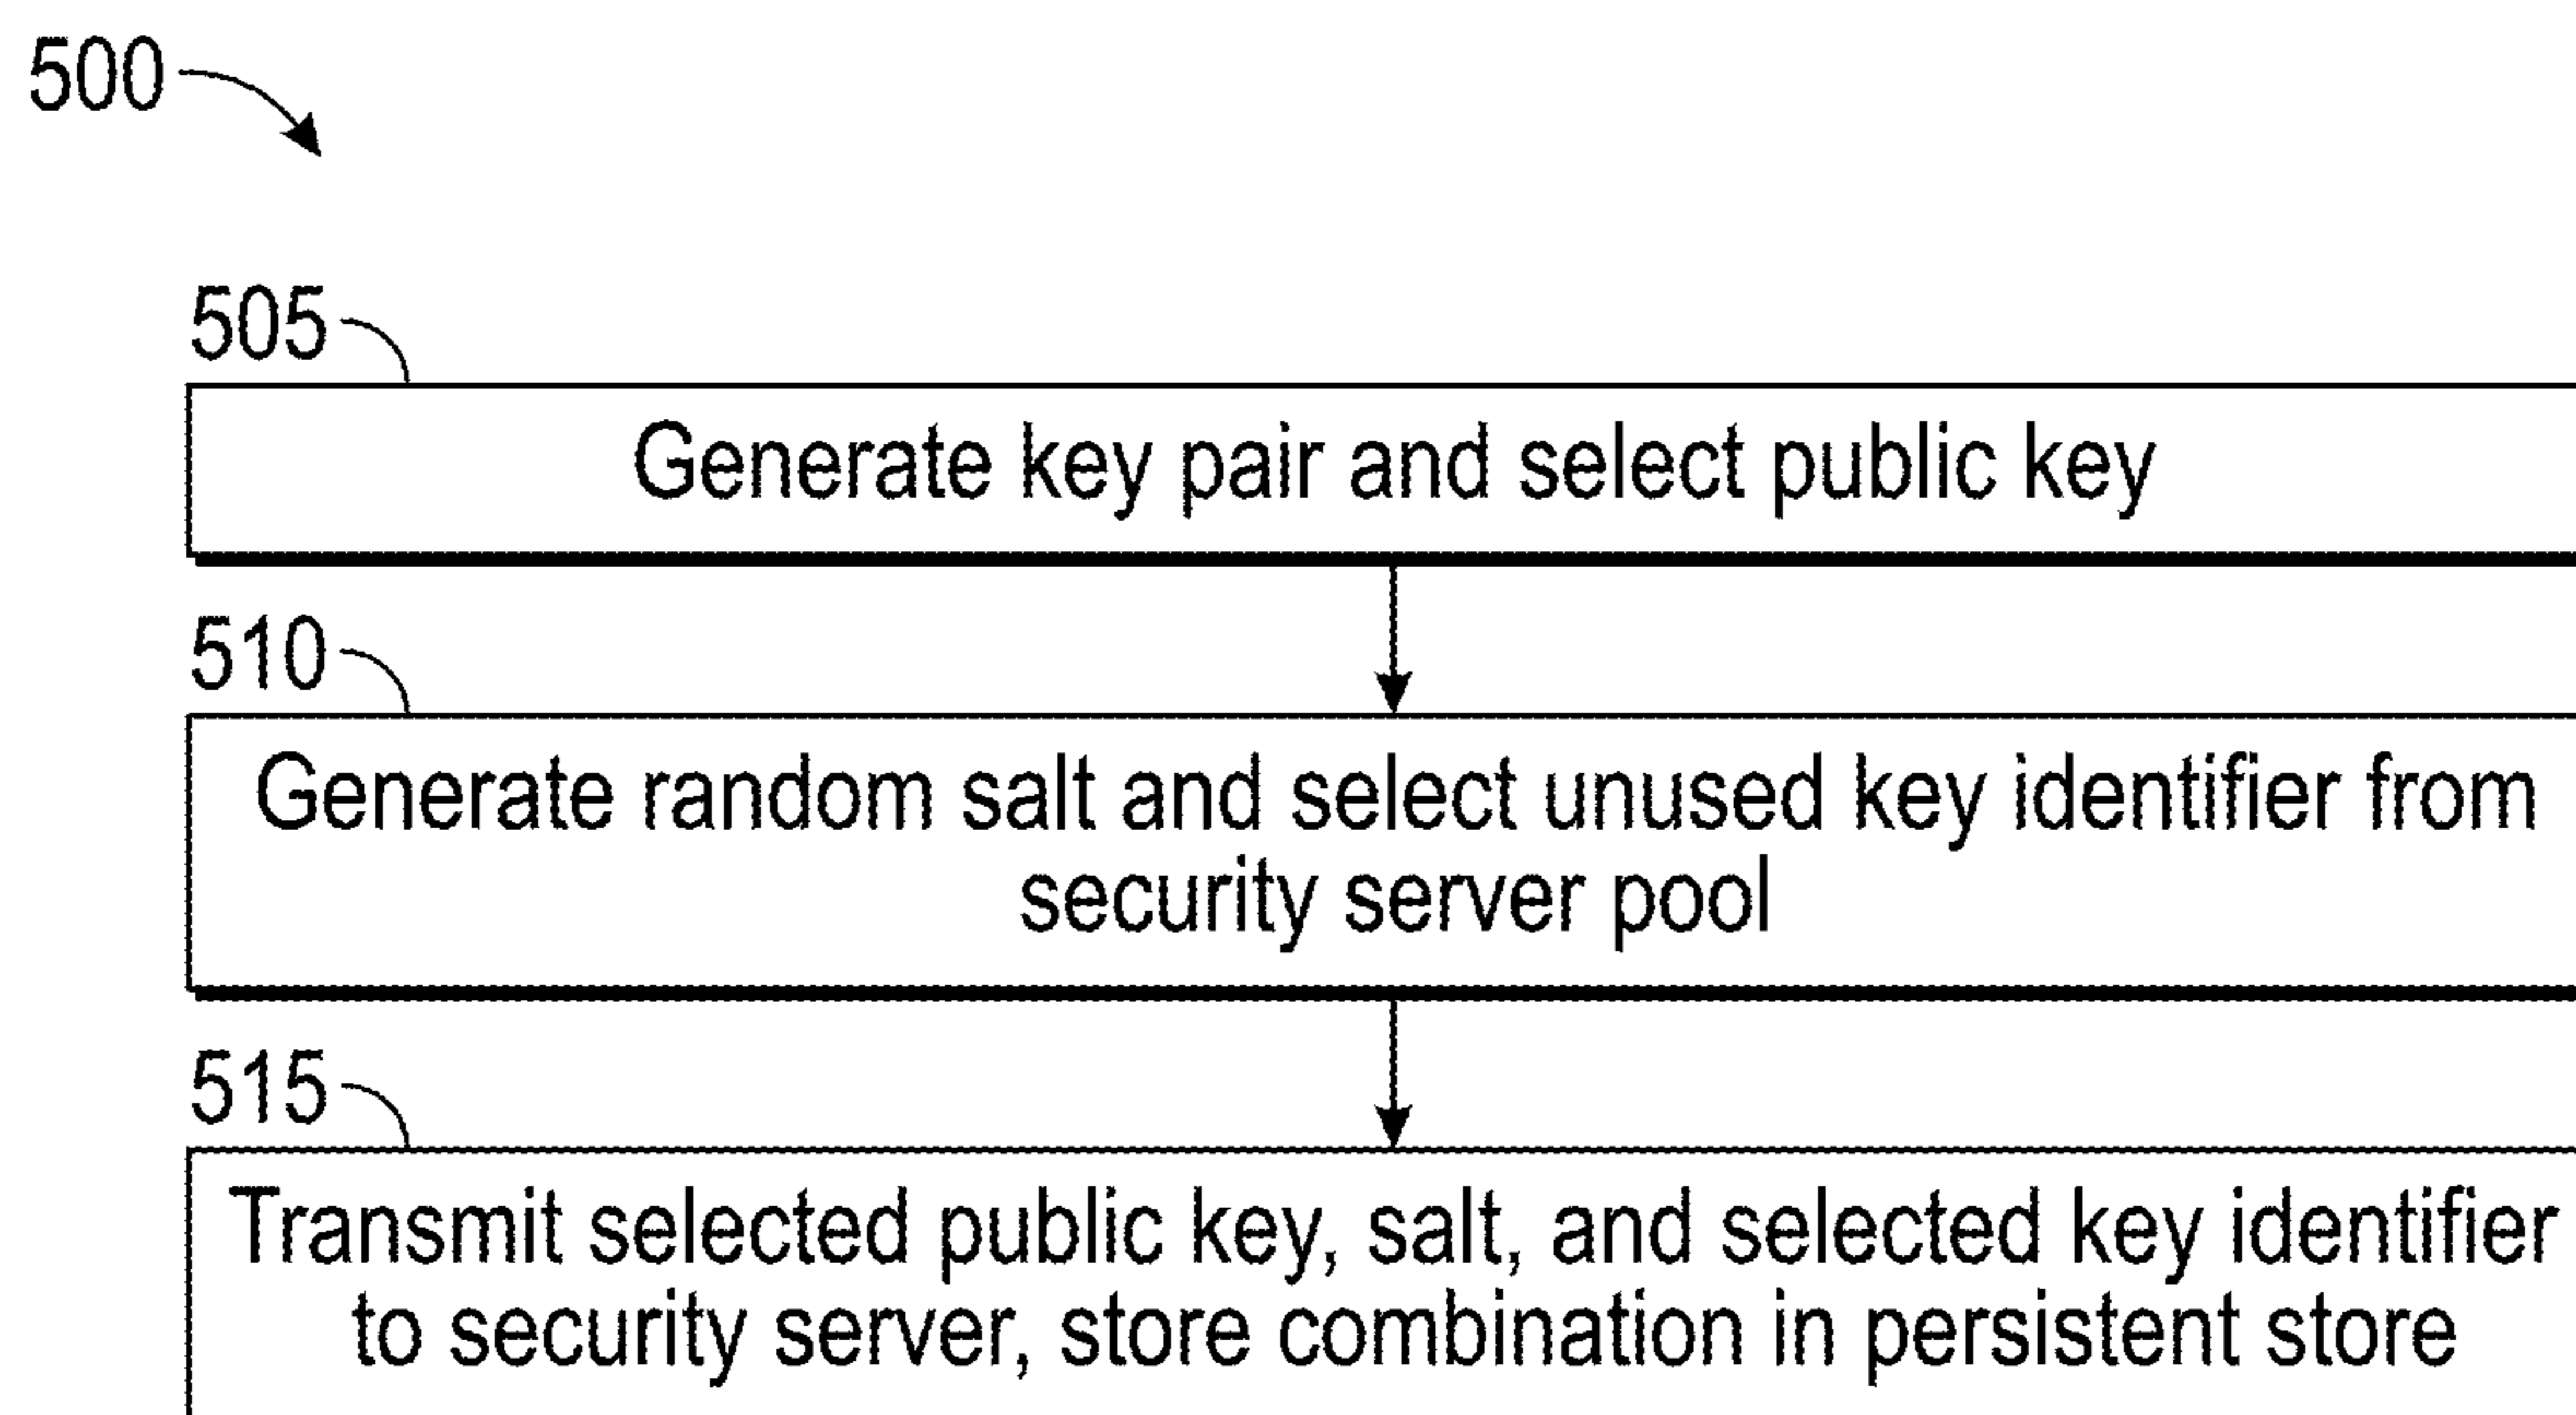 500
505
Generate key pair and select public key
510
Generate random salt and select unused key identifier from
security server pool
515
Transmit selected public key, salt, and selected key identifier
to security server, store combination in persistent store